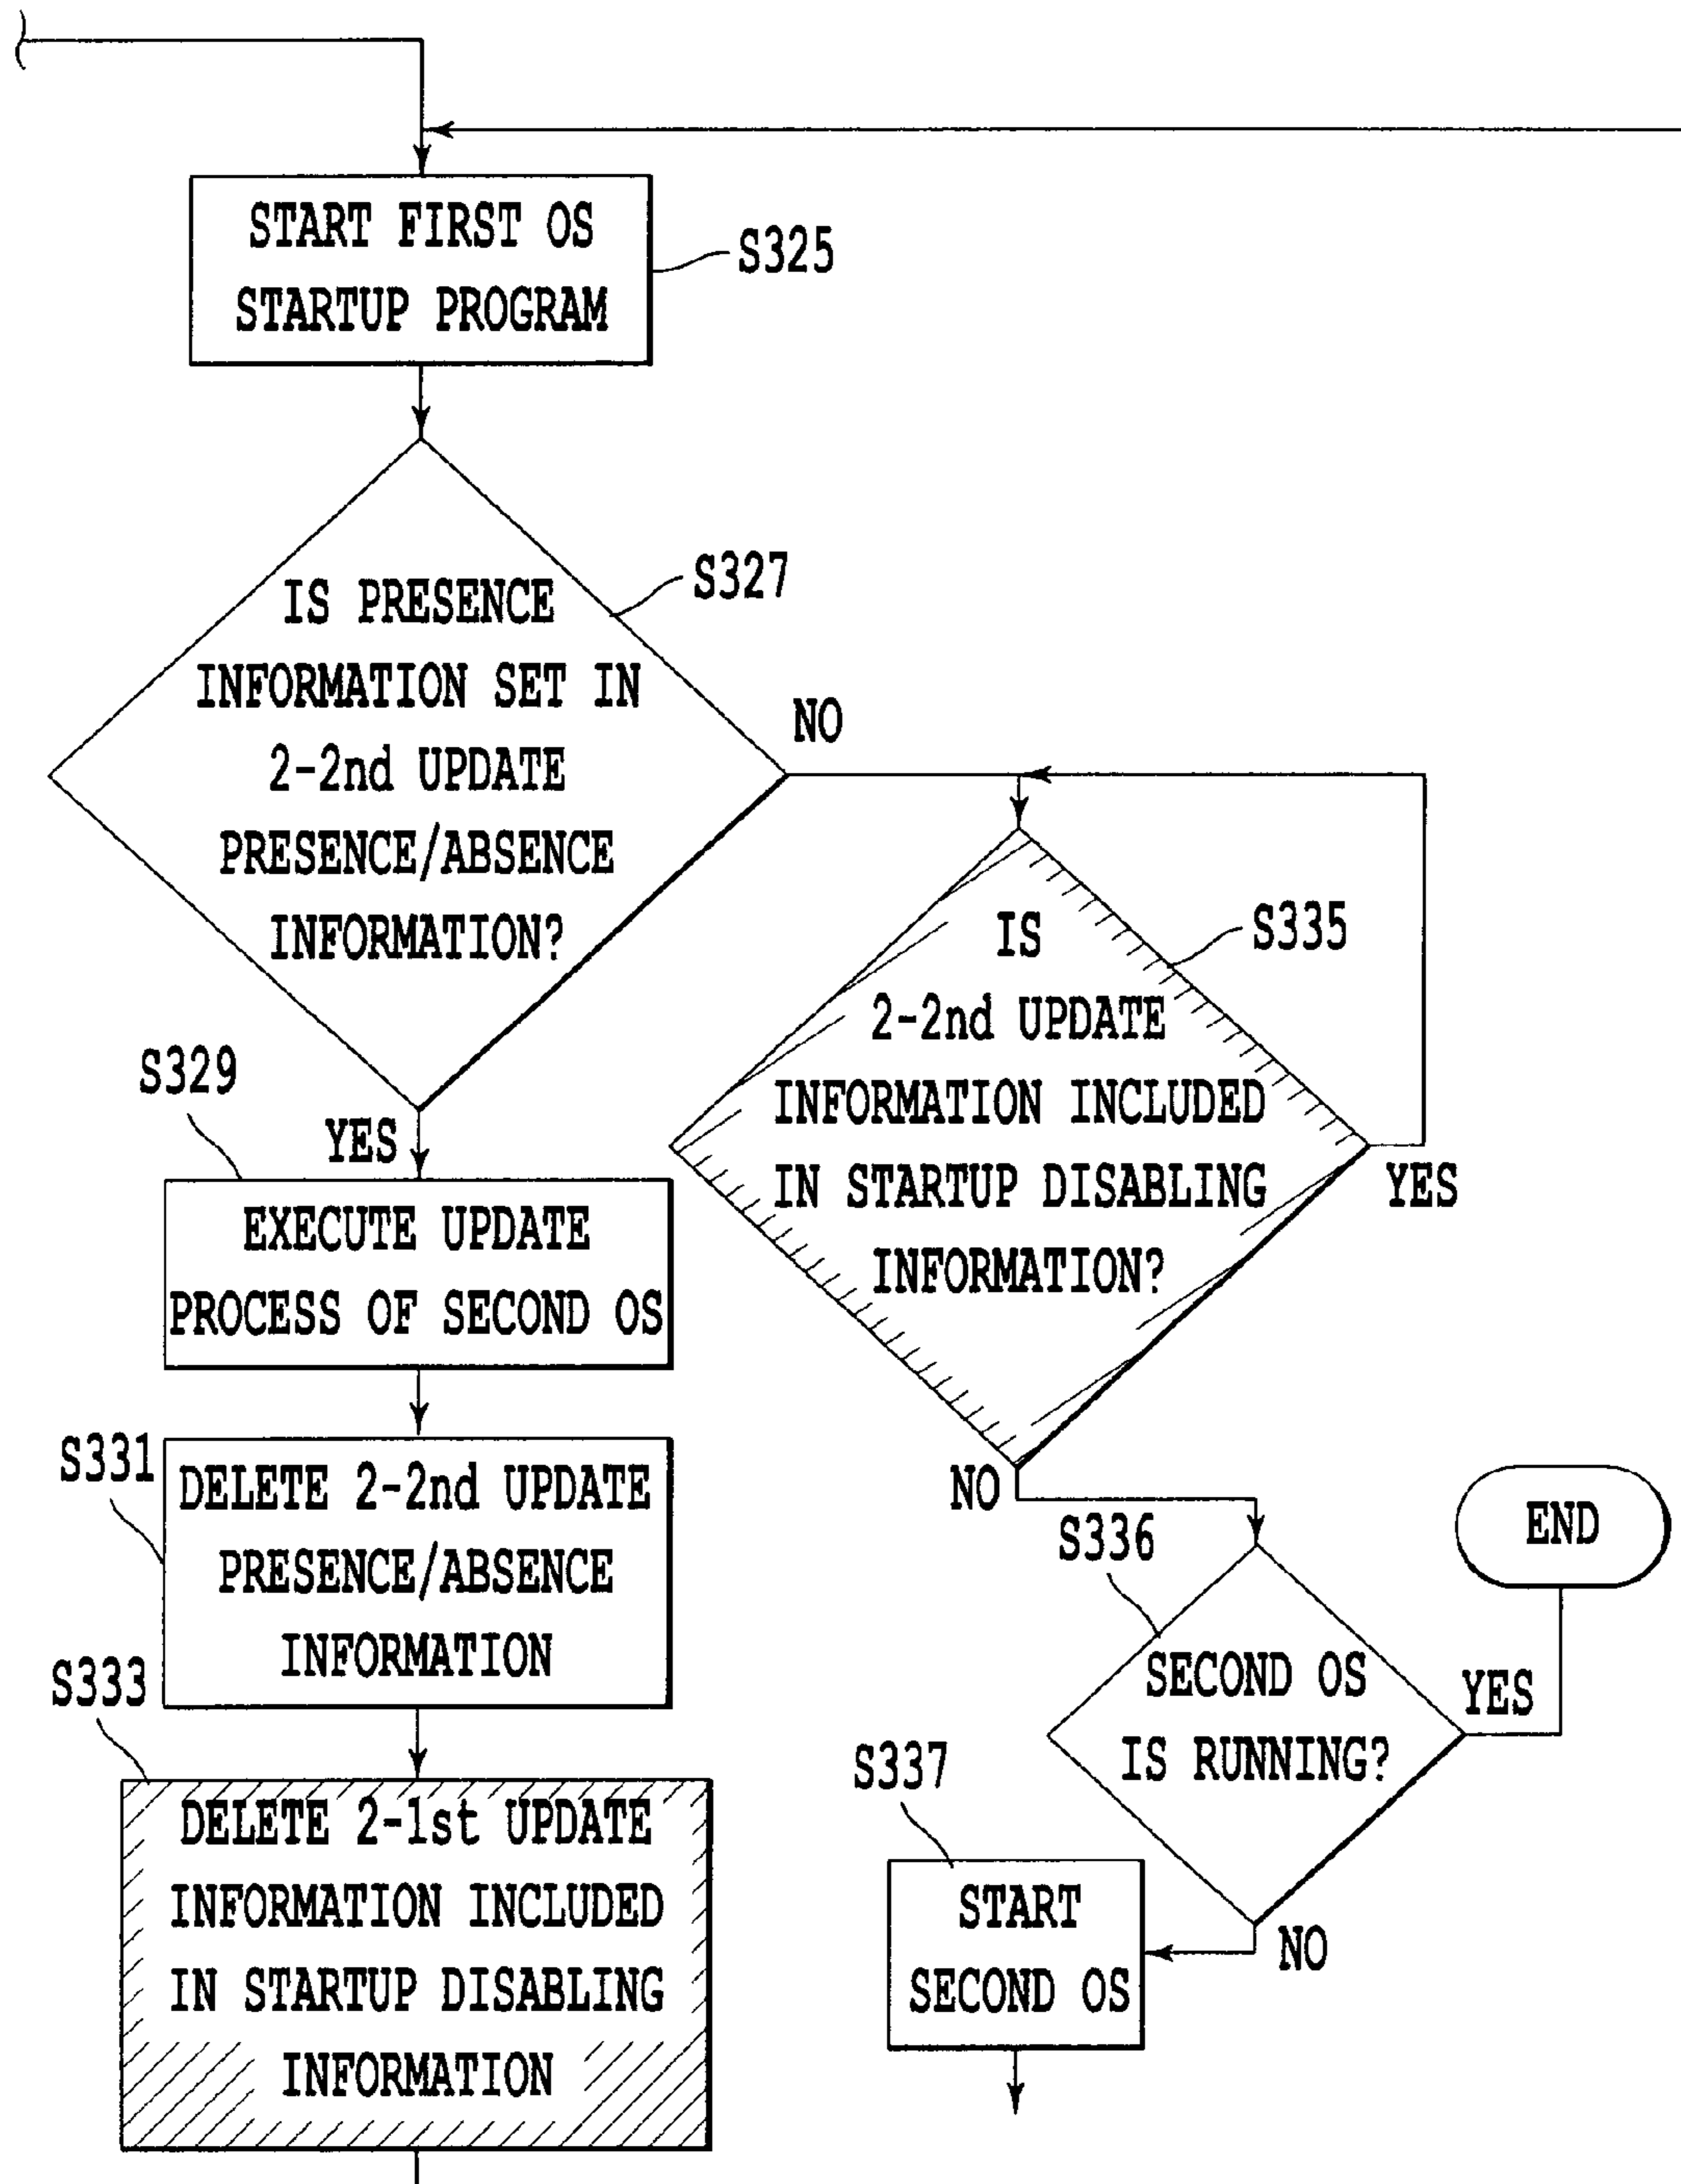 START FIRST OS
STARTUP PROGRAM
S325
IS PRESENCE
INFORMATION SET IN
2-2nd UPDATE
PRESENCE/ABSENCE
INFORMATION?
S327
NO
YES
S329
EXECUTE UPDATE
PROCESS OF SECOND OS
S331
DELETE 2-2nd UPDATE
PRESENCE/ABSENCE
INFORMATION
S333
DELETE 2-1st UPDATE
INFORMATION INCLUDED
IN STARTUP DISABLING
INFORMATION
IS
2-2nd UPDATE
INFORMATION INCLUDED
IN STARTUP DISABLING
INFORMATION?
S335
YES
NO
S336
SECOND OS
IS RUNNING?
YES
END
NO
S337
START
SECOND OS